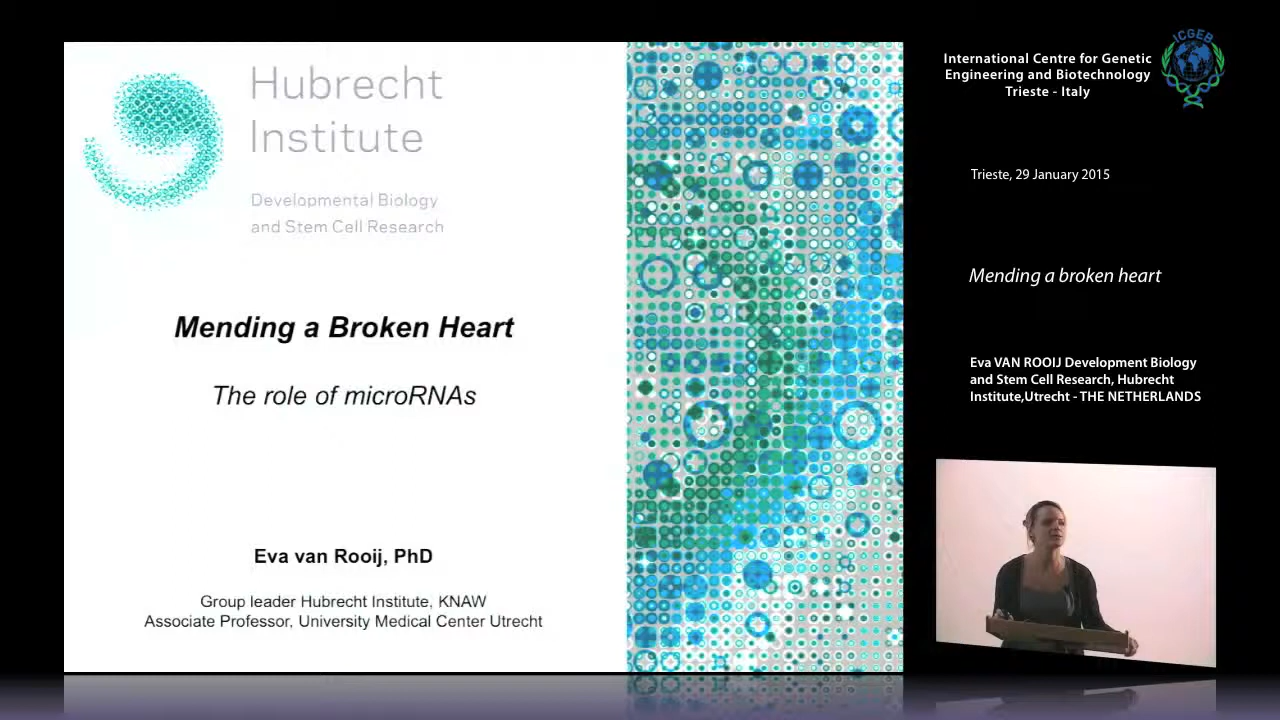 Hubrecht
Institute
Developmental Biology
and Stem Cell Research
Mending a Broken Heart
The role of microRNAs
Eva van Rooij, PhD
Group leader Hubrecht Institute, KNAW
Associate Professor, University Medical Center Utrecht
International Centre for Genetic
Engineering and Biotechnology
Trieste - Italy
ICGEB
Trieste, 29 January 2015
Mending a broken heart
Eva VAN ROOIJ Development Biology
and Stem Cell Research, Hubrecht
Institute,Utrecht - THE NETHERLANDS